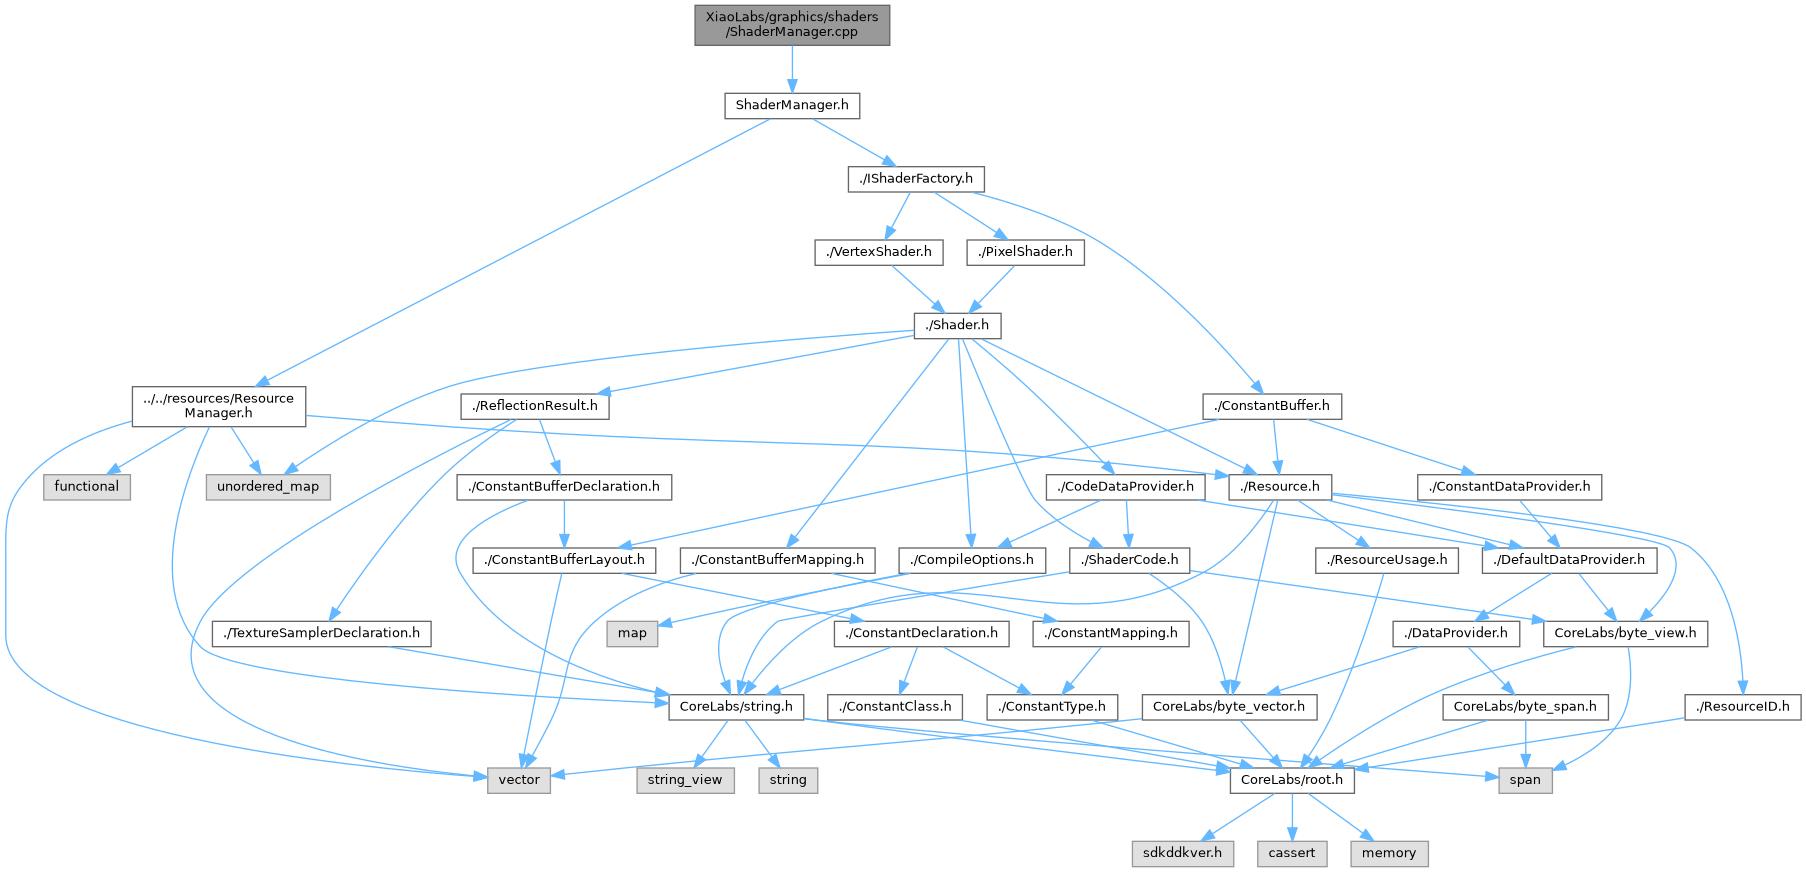 XiaoLabs/graphics/shaders
/ShaderManager.cpp
ShaderManager.h
./IShaderFactory.h
./VertexShader.h
./PixelShader.h
./Shader.h
../../resources/Resource
Manager.h
./ReflectionResult.h
./ConstantBuffer.h
functional
unordered_map
./ConstantBufferDeclaration.h
./CodeDataProvider.h
./Resource.h
./ConstantDataProvider.h
./ConstantBufferLayout.h
./ConstantBufferMapping.h
./CompileOptions.h
./ShaderCode.h
./ResourceUsage.h
./DefaultDataProvider.h
./TextureSamplerDeclaration.h
map
./ConstantDeclaration.h
./ConstantMapping.h
./DataProvider.h
CoreLabs/byte_view.h
CoreLabs/string.h
./ConstantClass.h
./ConstantType.h
CoreLabs/byte_vector.h
CoreLabs/byte_span.h
./ResourceID.h
vector
string_view
string
CoreLabs/root.h
span
sdkddkver.h
cassert
memory